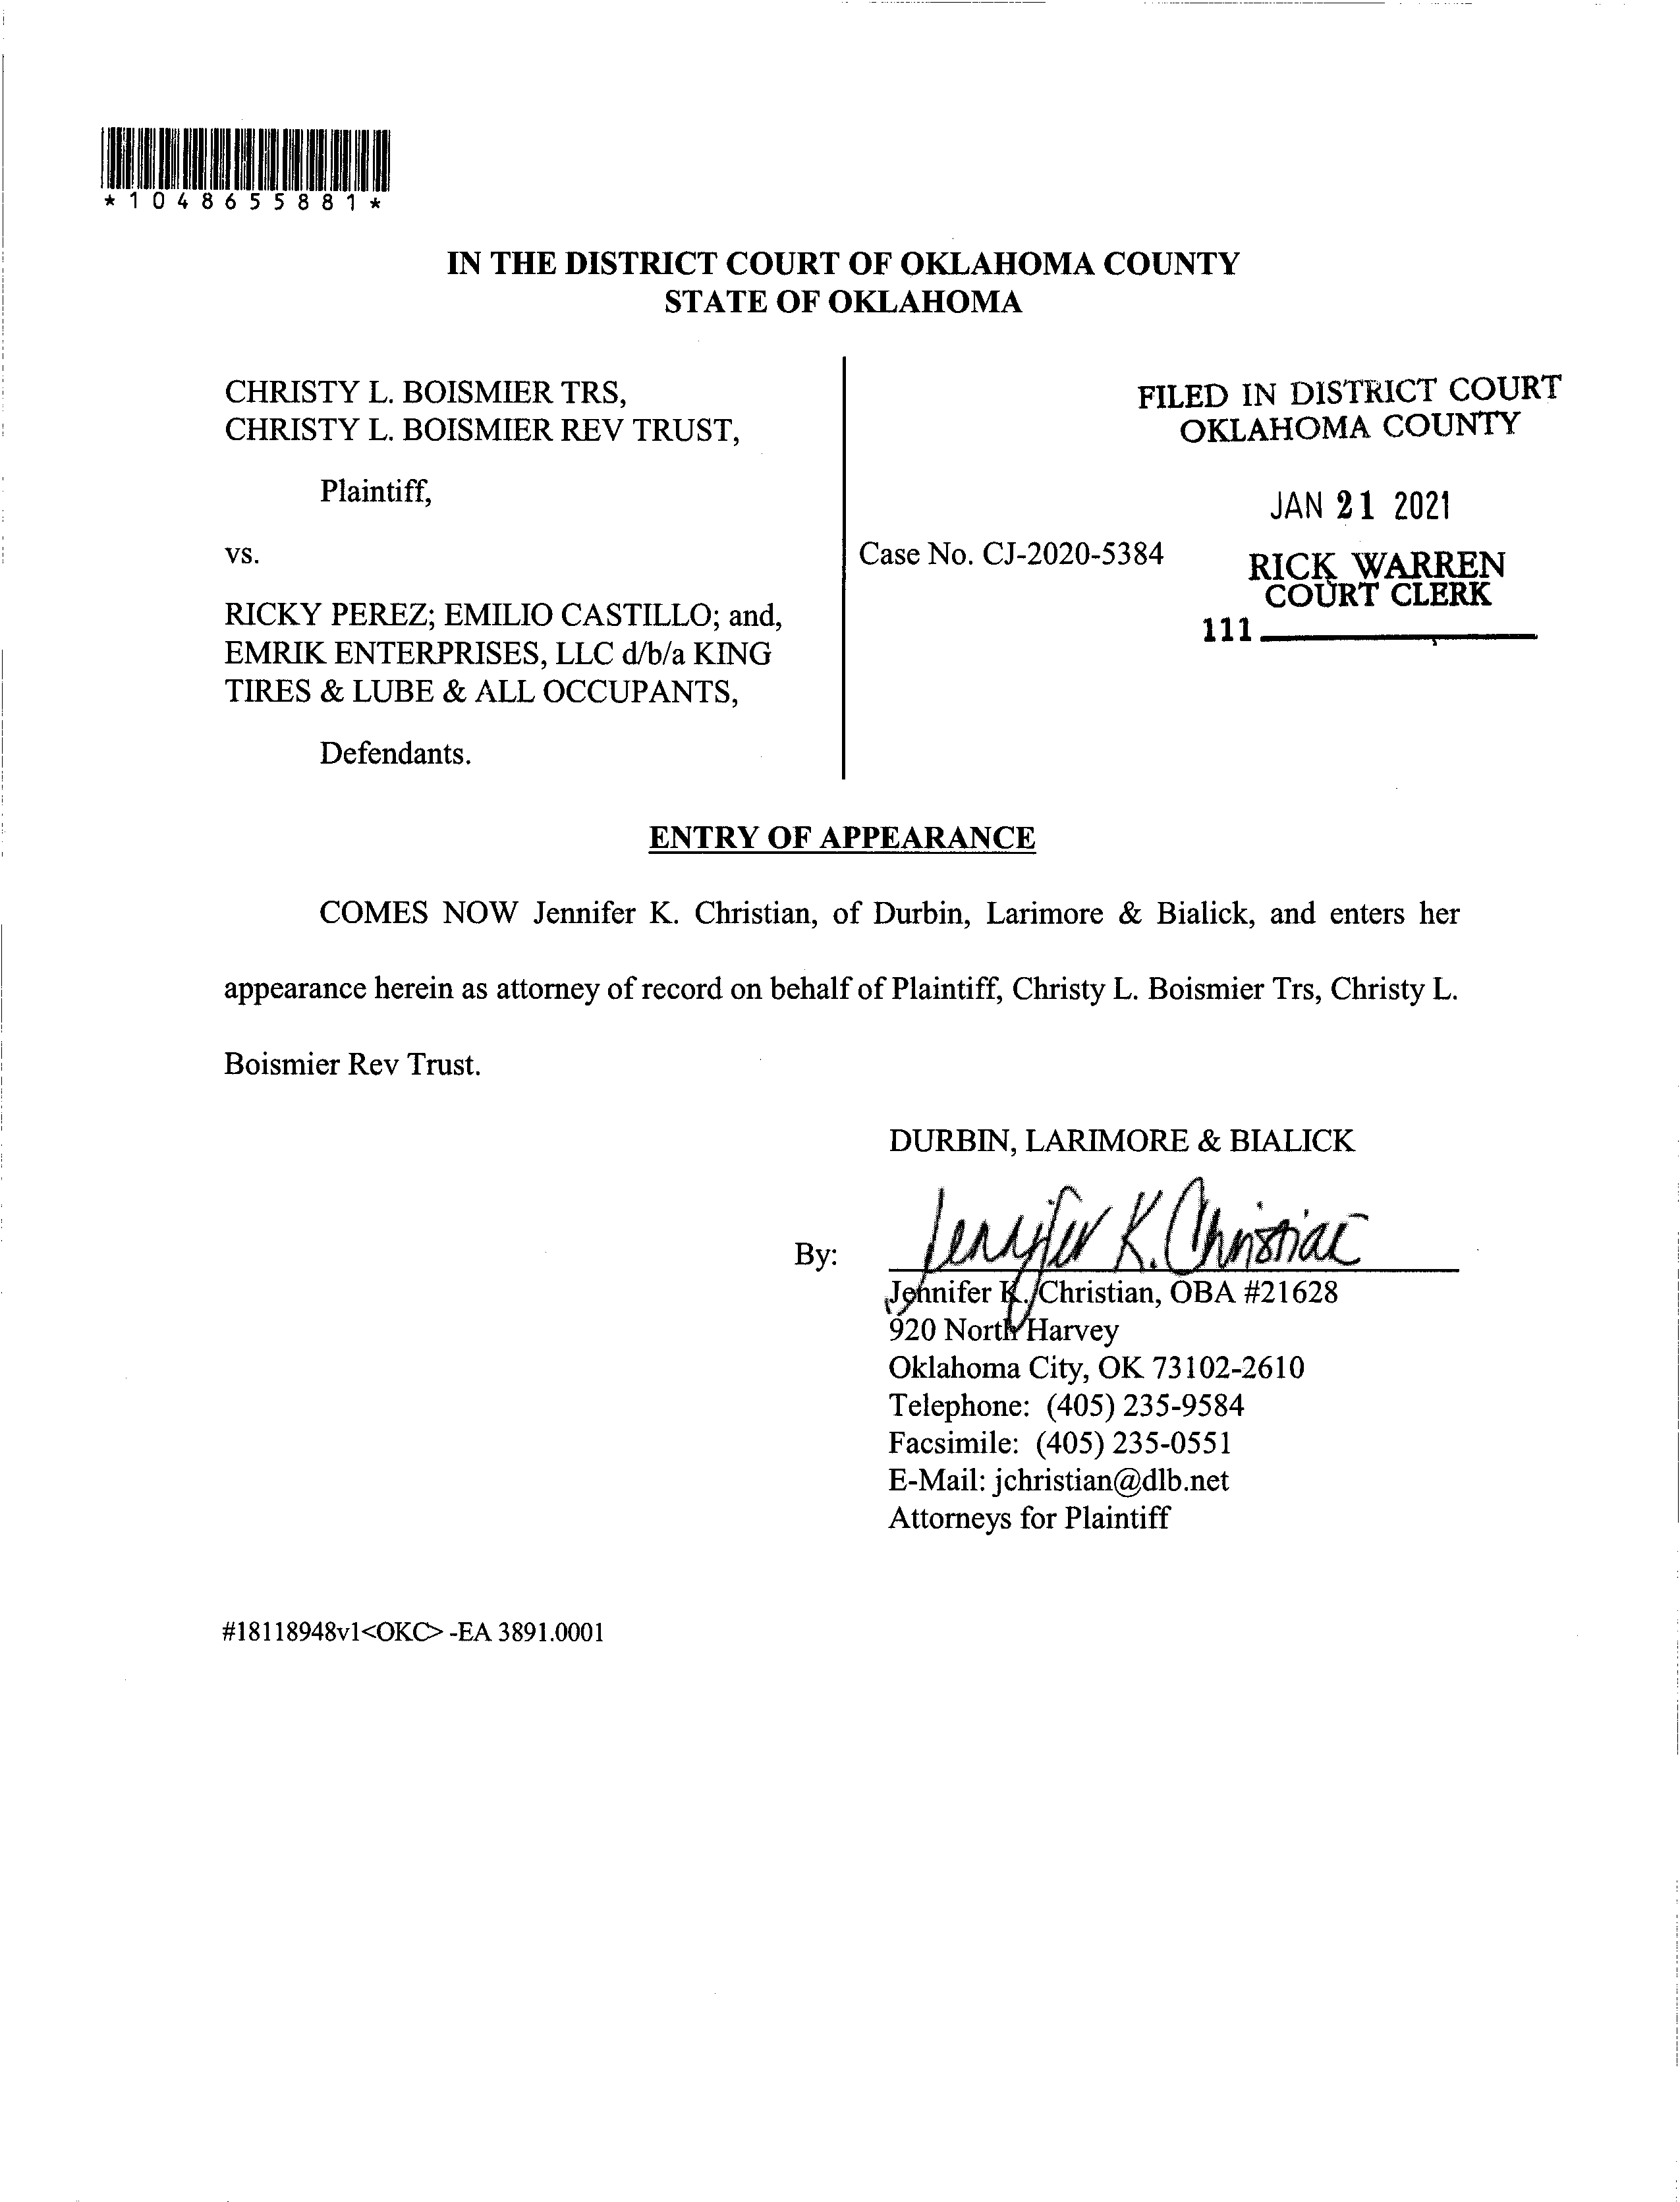 *1048655881*
IN THE DISTRICT COURT OF OKLAHOMA COUNTY
STATE OF OKLAHOMA
CHRISTY L. BOISMIER TRS,
CHRISTY L. BOISMIER REV TRUST,
Plaintiff,
vs.
RICKY PEREZ; EMILIO CASTILLO; and,
EMRIK ENTERPRISES, LLC d/b/a KING
TIRES & LUBE & ALL OCCUPANTS,
Defendants.
Case No. CJ-2020-5384
FILED IN DISTRICT COURT
OKLAHOMA COUNTY
JAN 21 2021
RICK WARREN
COURT CLERK
111
ENTRY OF APPEARANCE
COMES NOW Jennifer K. Christian, of Durbin, Larimore & Bialick, and enters her
appearance herein as attorney of record on behalf of Plaintiff, Christy L. Boismier Trs, Christy L.
Boismier Rev Trust.
DURBIN, LARIMORE & BIALICK
Jennifer K. Christian
By:
Jennifer K. Christian, OBA #21628
920 North Harvey
Oklahoma City, OK 73102-2610
Telephone: (405) 235-9584
Facsimile: (405) 235-0551
E-Mail: jchristian@dlb.net
Attorneys for Plaintiff
#18118948v1<OKC> -EA 3891.0001